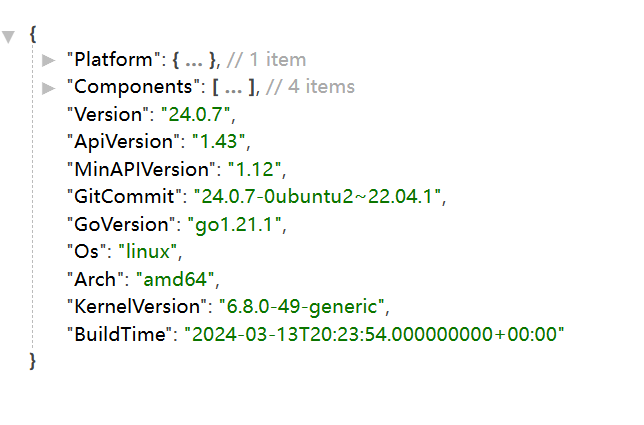 {
"Platform": { ... }, // 1 item
"Components": [ ... ], // 4 items
"Version": "24.0.7",
"ApiVersion": "1.43",
"MinAPIVersion": "1.12",
"GitCommit": "24.0.7-0ubuntu2~22.04.1",
"GoVersion": "go1.21.1",
"Os": "linux",
"Arch": "amd64",
"KernelVersion": "6.8.0-49-generic",
"BuildTime": "2024-03-13T20:23:54.000000000+00:00"
}